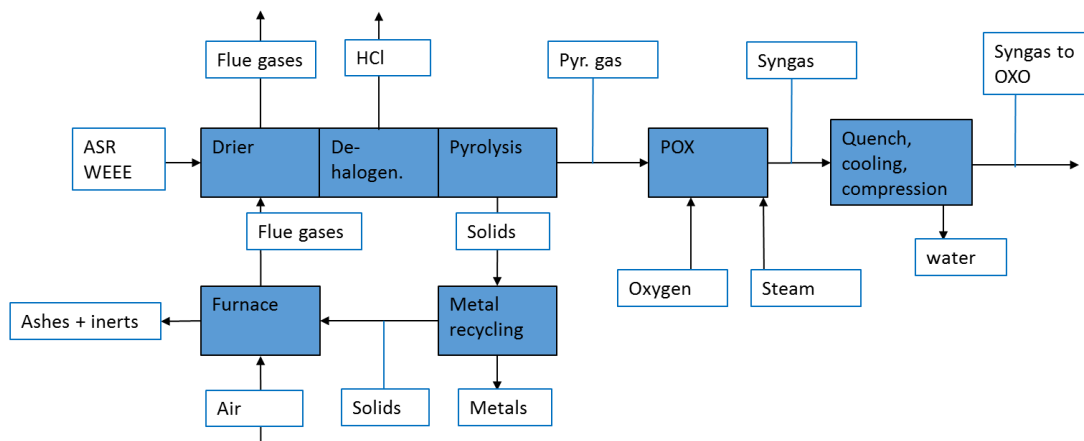 Flue gases
HCl
Pyr. gas
Syngas
Syngas to
OXO
ASR
WEEE
Drier
De-
halogen.
Pyrolysis
POX
Quench,
cooling,
compression
Flue gases
Solids
water
Oxygen
Steam
Ashes + inerts
Furnace
Metal
recycling
Air
Solids
Metals